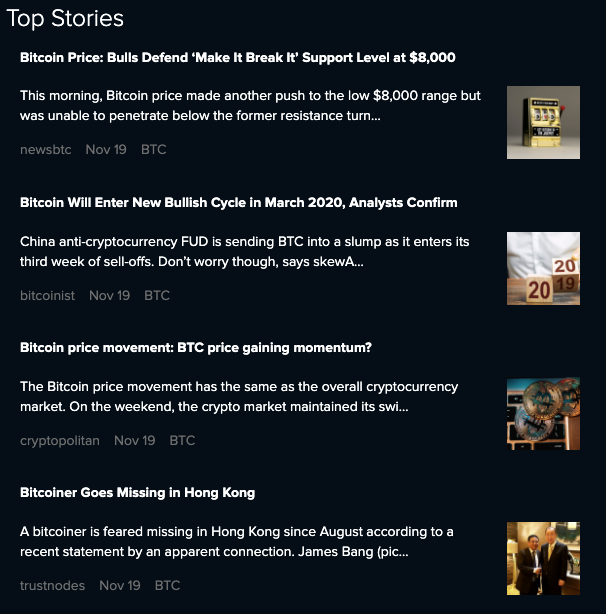 Top Stories
Bitcoin Price: Bulls Defend ‘Make It Break It’ Support Level at $8,000
This morning, Bitcoin price made another push to the low $8,000 range but
was unable to penetrate below the former resistance turn...
newsbtc Nov 19 BTC
Bitcoin Will Enter New Bullish Cycle in March 2020, Analysts Confirm
China anti-cryptocurrency FUD is sending BTC into a slump as it enters its
third week of sell-offs. Don’t worry though, says skewA...
bitcoinist Nov 19 BTC
20
20 19
Bitcoin price movement: BTC price gaining momentum?
The Bitcoin price movement has the same as the overall cryptocurrency
market. On the weekend, the crypto market maintained its swi...
cryptopolitan Nov 19 BTC
Bitcoiner Goes Missing in Hong Kong
A bitcoiner is feared missing in Hong Kong since August according to a
recent statement by an apparent connection. James Bang (pic...
trustnodes Nov 19 BTC